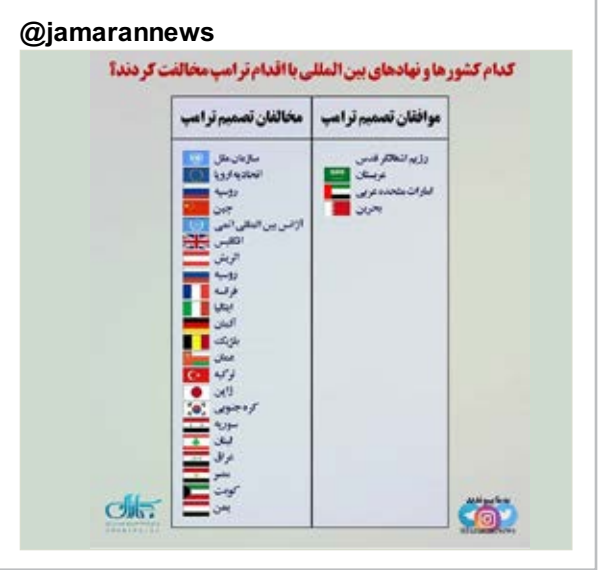 @jamarannews
کدام کشورها و نهادهای بین المللی با اقدام ترامپ مخالفت کردند؟
موافقان تصمیم ترامپ
رژیم اشغالگر قدس
عربستان
امارات متحده عربی
بحرین
مخالفان تصمیم ترامپ
سازمان ملل
اتحادیه اروپا
روسیه
چین
آژانس بین المللی اتمی
انگلیس
اتریش
روسیه
فرانسه
ایتالیا
آلمان
بلژیک
عمان
ترکیه
ژاپن
کره جنوبی
سوریه
لبنان
عراق
مصر
کویت
یمن
جماران